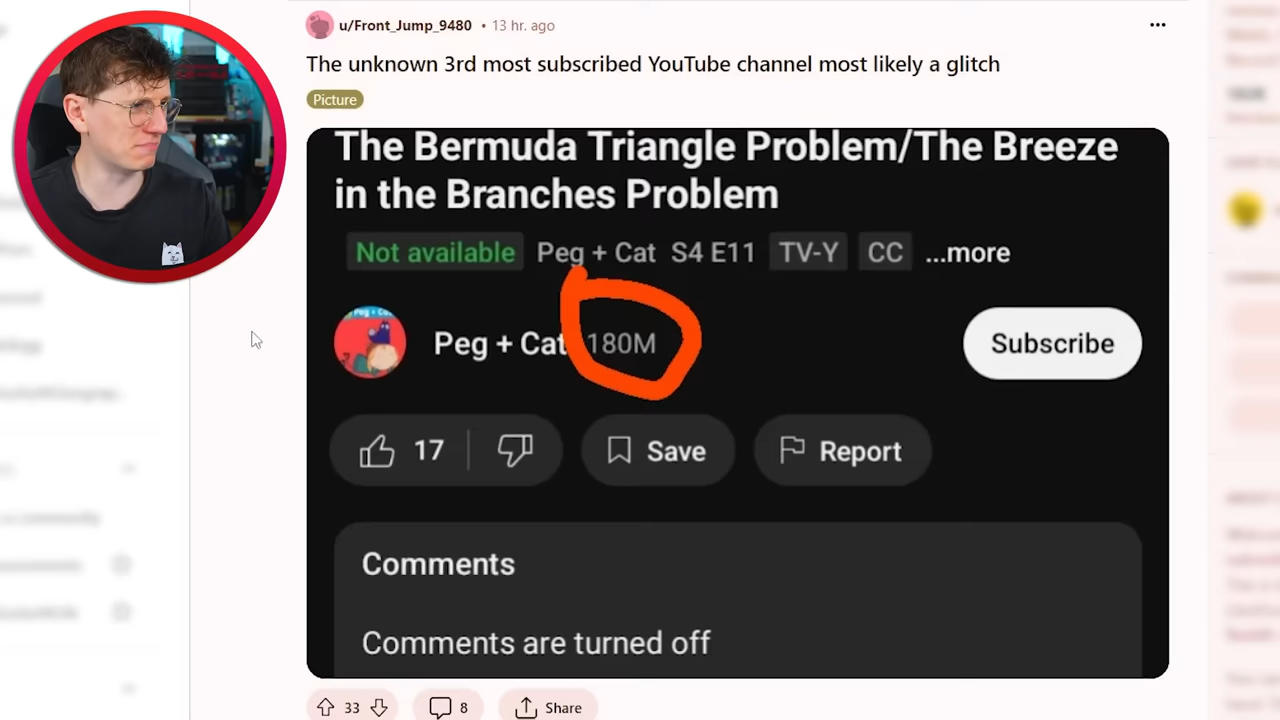 u/Front_Jump_9480 • 13 hr. ago
The unknown 3rd most subscribed YouTube channel most likely a glitch
Picture
The Bermuda Triangle Problem/The Breeze
in the Branches Problem
Not available Peg + Cat S4 E11 TV-Y CC ...more
Peg + Cat 180M Subscribe
17 Save Report
Comments
Comments are turned off
33 8 Share